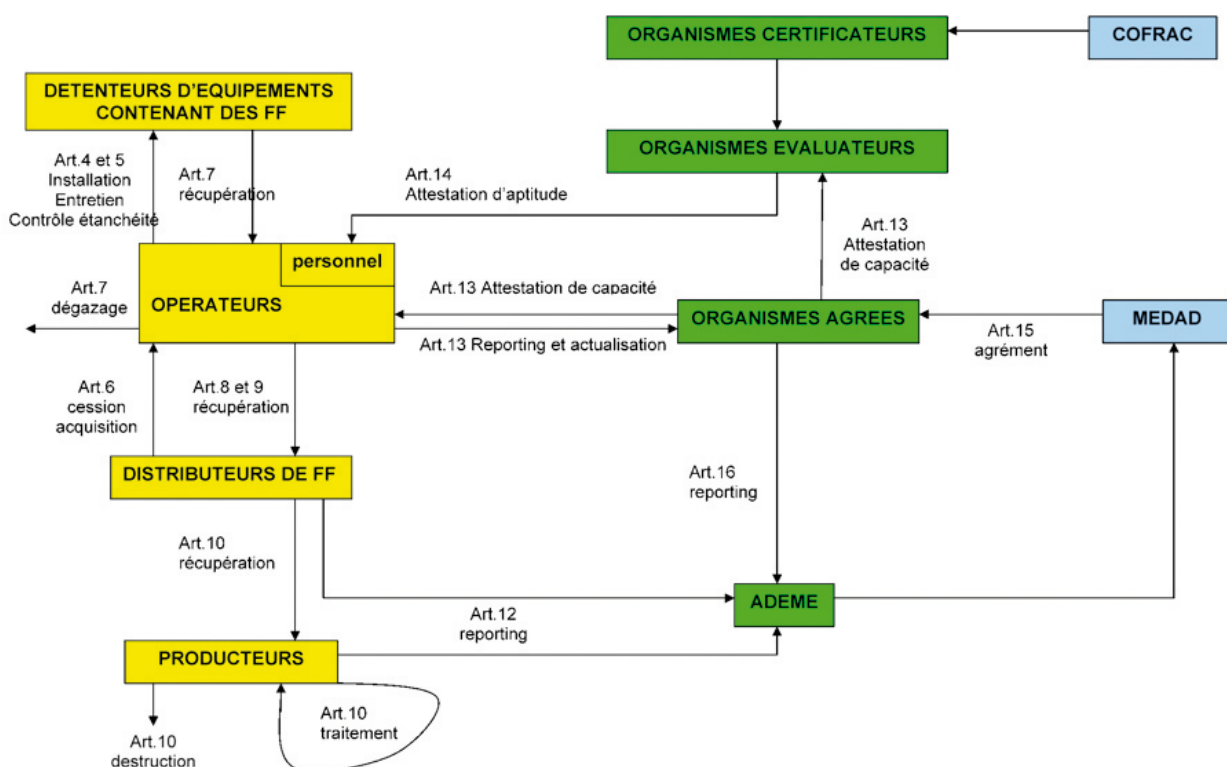 ORGANISMES CERTIFICATEURS
COFRAC
DETENTEURS D'EQUIPEMENTS
CONTENANT DES FF
ORGANISMES EVALUATEURS
Art.4 et 5
Installation
Entretien
Contrôle étanchéité
Art.7
récupération
Art.14
Attestation d'aptitude
Art.13
Attestation
de capacité
personnel
OPERATEURS
Art.7
dégazage
Art.13 Attestation de capacité
ORGANISMES AGREES
MEDAD
Art.15
agrément
Art.13 Reporting et actualisation
Art.6
cession
acquisition
Art.8 et 9
récupération
DISTRIBUTEURS DE FF
Art.16
reporting
Art.10
récupération
ADEME
Art.12
reporting
PRODUCTEURS
Art.10
traitement
Art.10
destruction